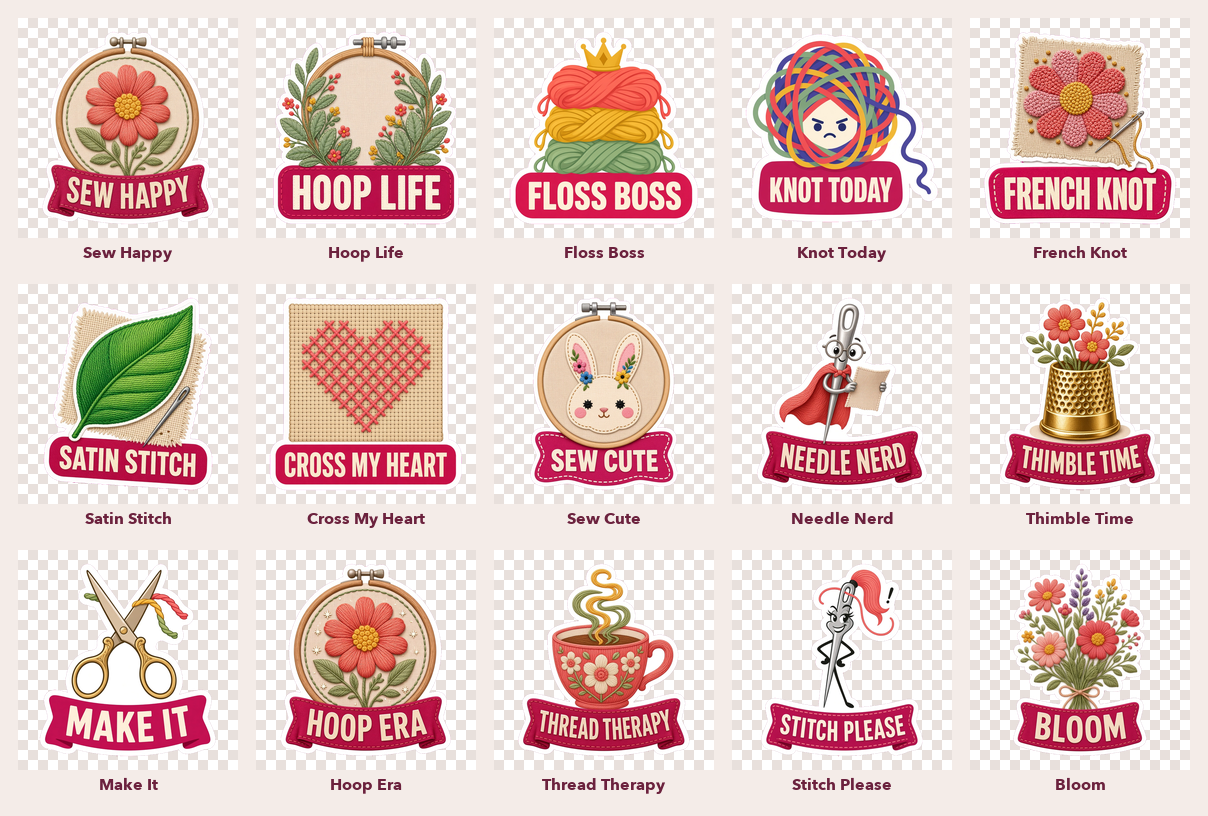 SEW HAPPY
HOOP LIFE
FLOSS BOSS
KNOT TODAY
FRENCH KNOT
Sew Happy
Hoop Life
Floss Boss
Knot Today
French Knot
SATIN STITCH
CROSS MY HEART
SEW CUTE
NEEDLE NERD
THIMBLE TIME
Satin Stitch
Cross My Heart
Sew Cute
Needle Nerd
Thimble Time
!
MAKE IT
HOOP ERA
THREAD THERAPY
STITCH PLEASE
BLOOM
Make It
Hoop Era
Thread Therapy
Stitch Please
Bloom